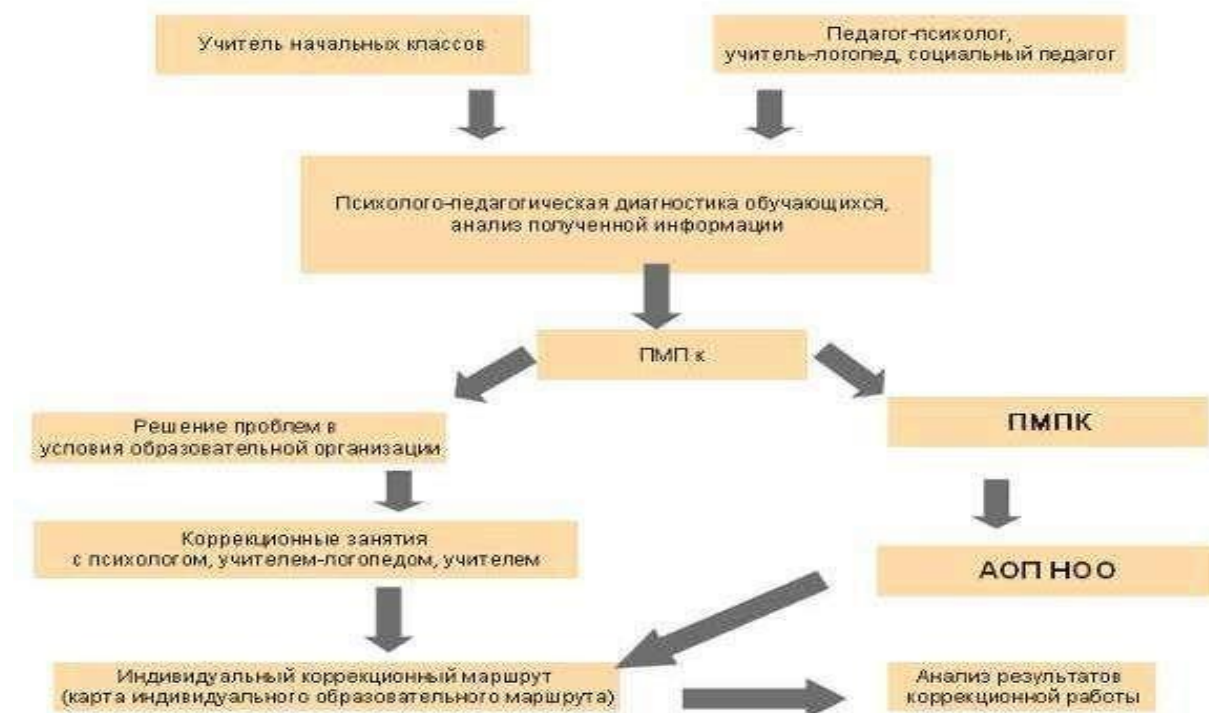 Учитель начальных классов
Педагог-психолог,
учитель-логопед, социальный педагог
Психолого-педагогическая диагностика обучающихся,
анализ полученной информации
ПМП к
Решение проблем в
условия образовательной организации
ПМПК
Коррекционные занятия
с психологом, учителем-логопедом, учителем
АОП НОО
Индивидуальный коррекционный маршрут
(карта индивидуального образовательного маршрута)
Анализ результатов
коррекционной работы